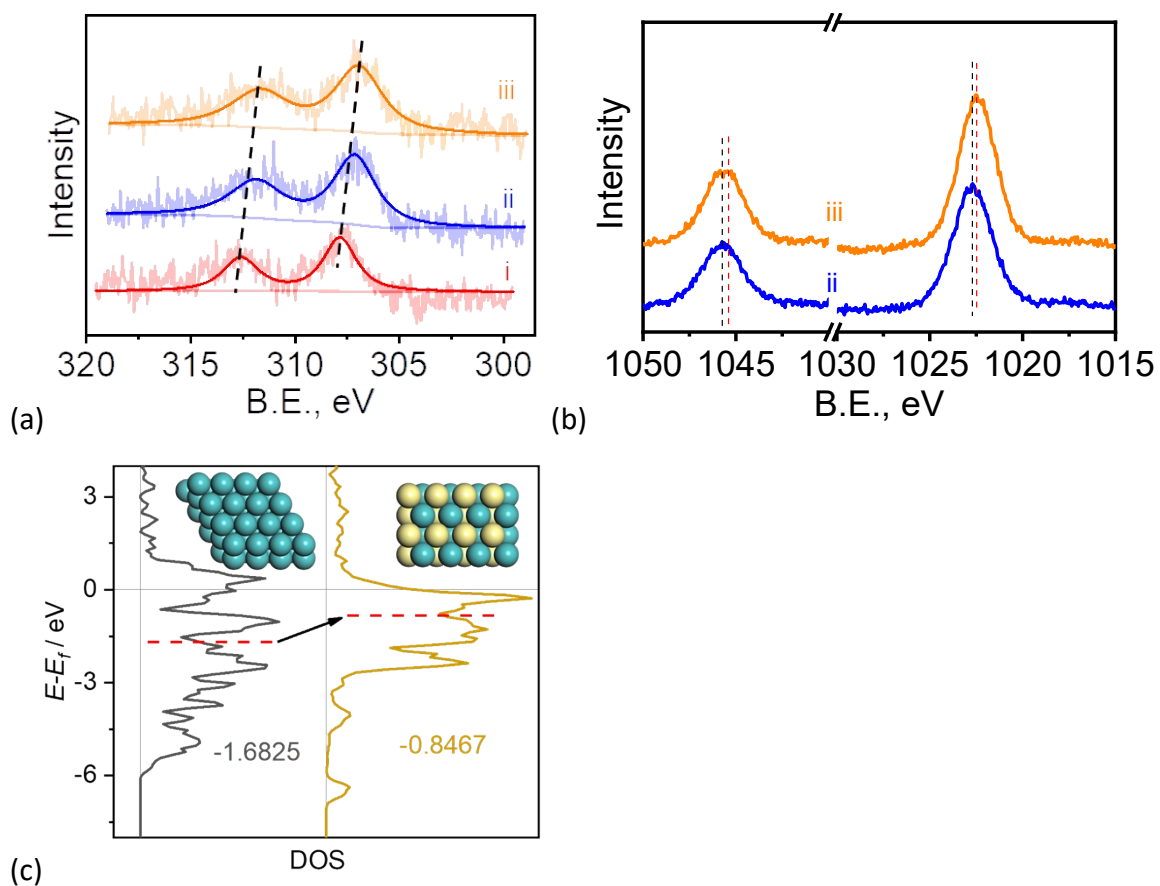 Intensity
iii
ii
i
320 315 310 305 300
B.E., eV
(a)
Intensity
iii
ii
1050 1045 1030 1025 1020 1015
B.E., eV
(b)
E-Ef / eV
3
0
-3
-6
-1.6825
-0.8467
DOS
(c)